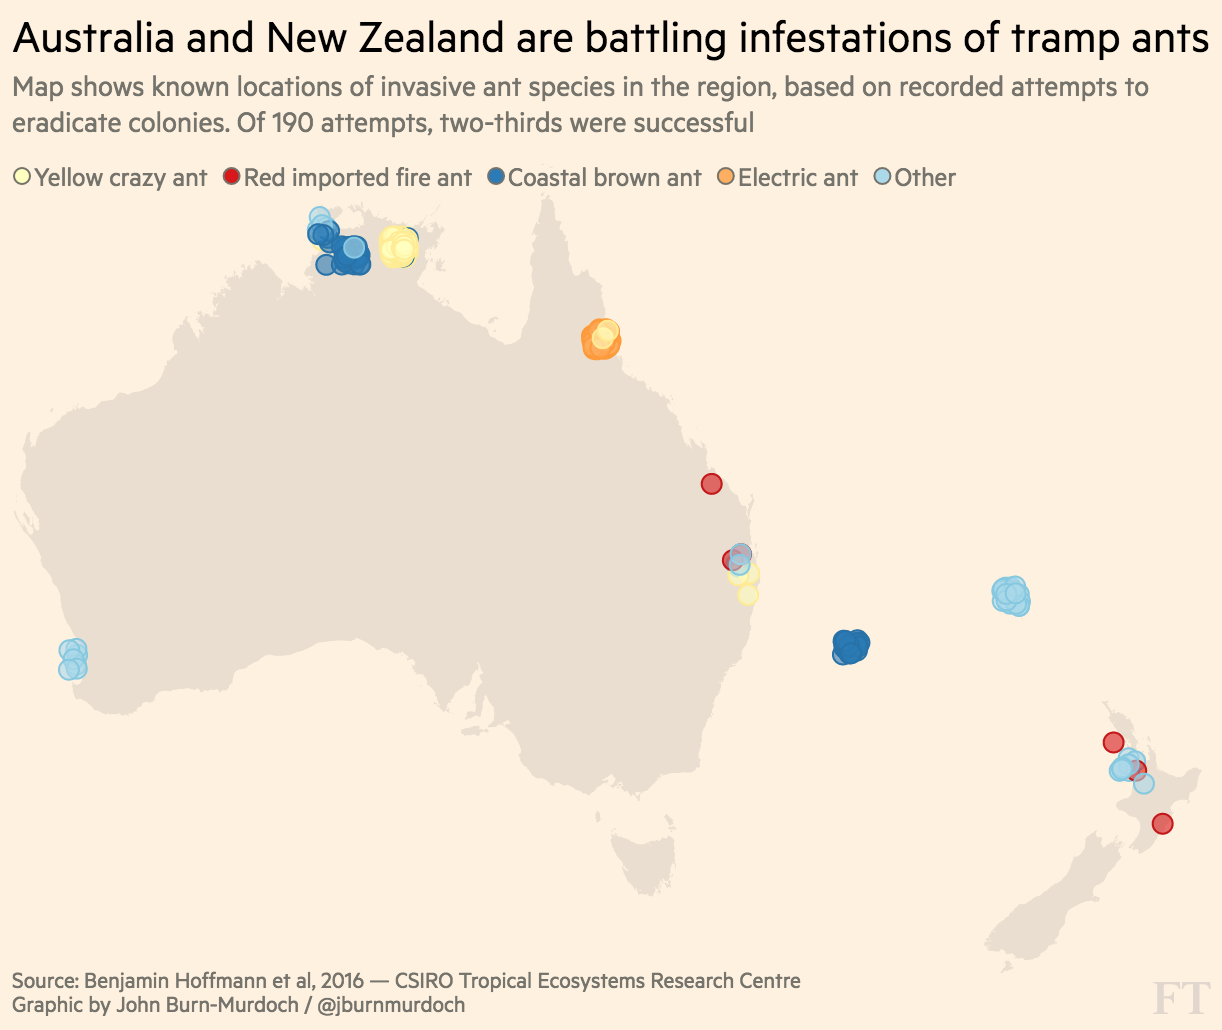 Australia and New Zealand are battling infestations of tramp ants
Map shows known locations of invasive ant species in the region, based on recorded attempts to
eradicate colonies. Of 190 attempts, two-thirds were successful
Yellow crazy ant Red imported fire ant Coastal brown ant Electric ant Other
Source: Benjamin Hoffmann et al, 2016 — CSIRO Tropical Ecosystems Research Centre
Graphic by John Burn-Murdoch / @jburnmurdoch
FT